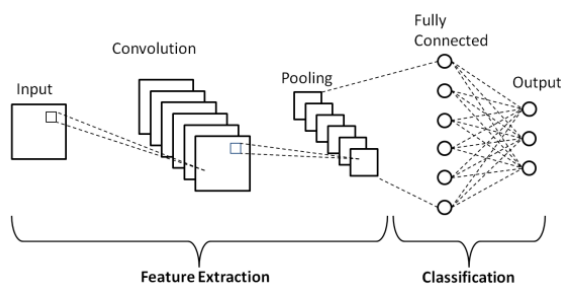 Input
Convolution
Pooling
Fully
Connected
Output
Feature Extraction
Classification